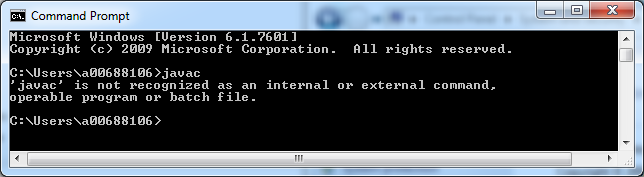 Command Prompt
Microsoft Windows [Version 6.1.7601]
Copyright (c) 2009 Microsoft Corporation.  All rights reserved.
C:\Users\a00688106>javac
'javac' is not recognized as an internal or external command,
operable program or batch file.
C:\Users\a00688106>